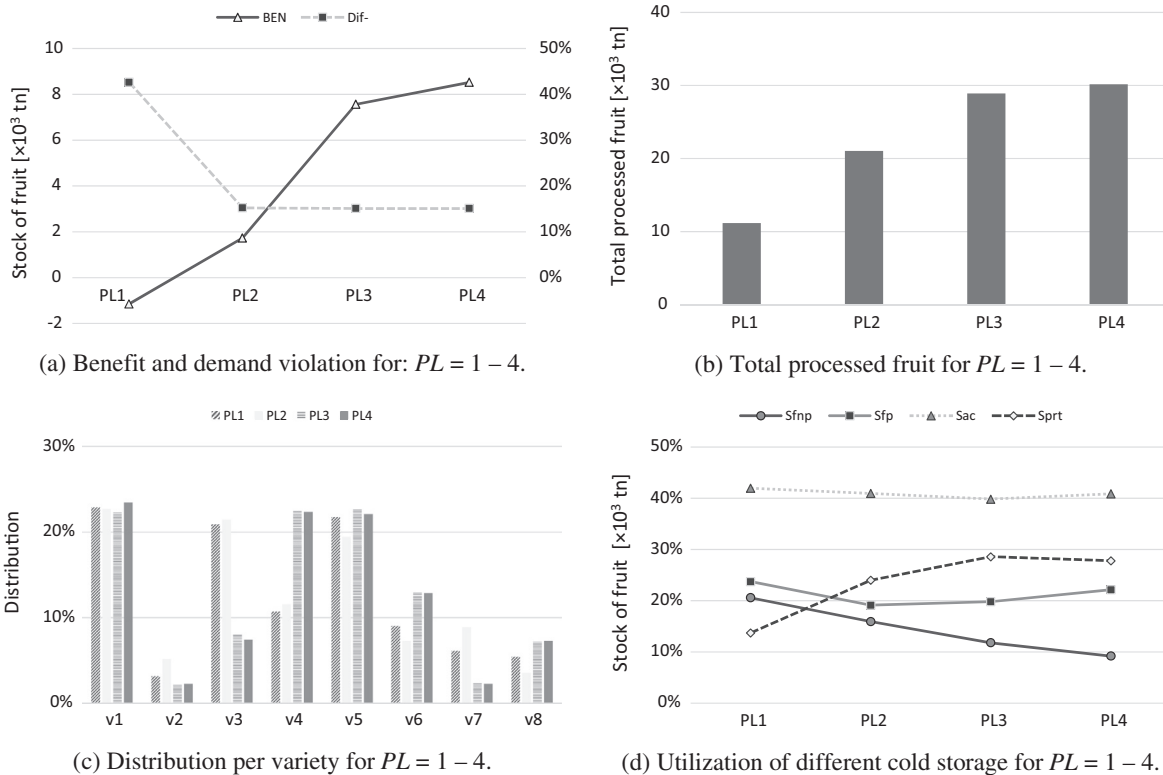 BEN Dif-
Stock of fruit [×10³ tn]
10
8
6
4
2
0
-2
50%
40%
30%
20%
10%
0%
PL1 PL2 PL3 PL4
(a) Benefit and demand violation for: PL = 1 – 4.
Total processed fruit [×10³ tn]
40
30
20
10
0
PL1 PL2 PL3 PL4
(b) Total processed fruit for PL = 1 – 4.
PL1 PL2 PL3 PL4
Distribution
30%
20%
10%
0%
v1 v2 v3 v4 v5 v6 v7 v8
(c) Distribution per variety for PL = 1 – 4.
Sfnp Sfp Sac Sprt
Stock of fruit [×10³ tn]
50%
40%
30%
20%
10%
0%
PL1 PL2 PL3 PL4
(d) Utilization of different cold storage for PL = 1 – 4.